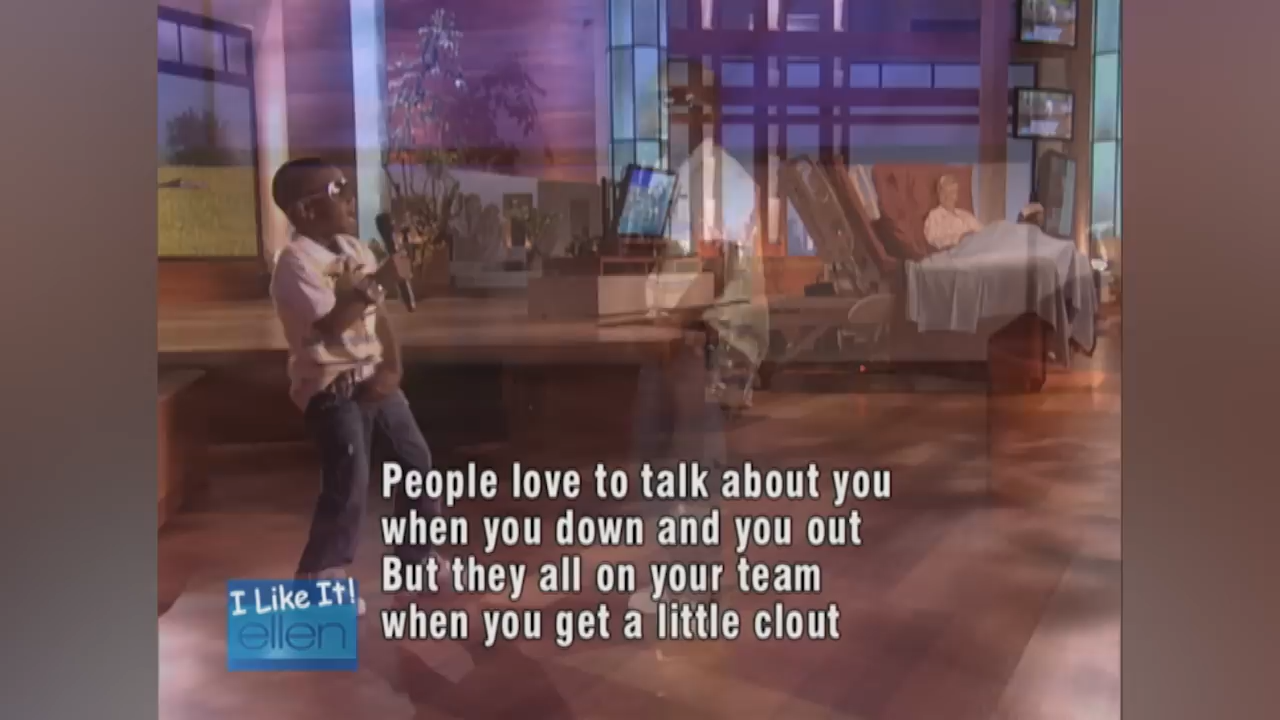 People love to talk about you
when you down and you out
But they all on your team
when you get a little clout
I Like It!
ellen